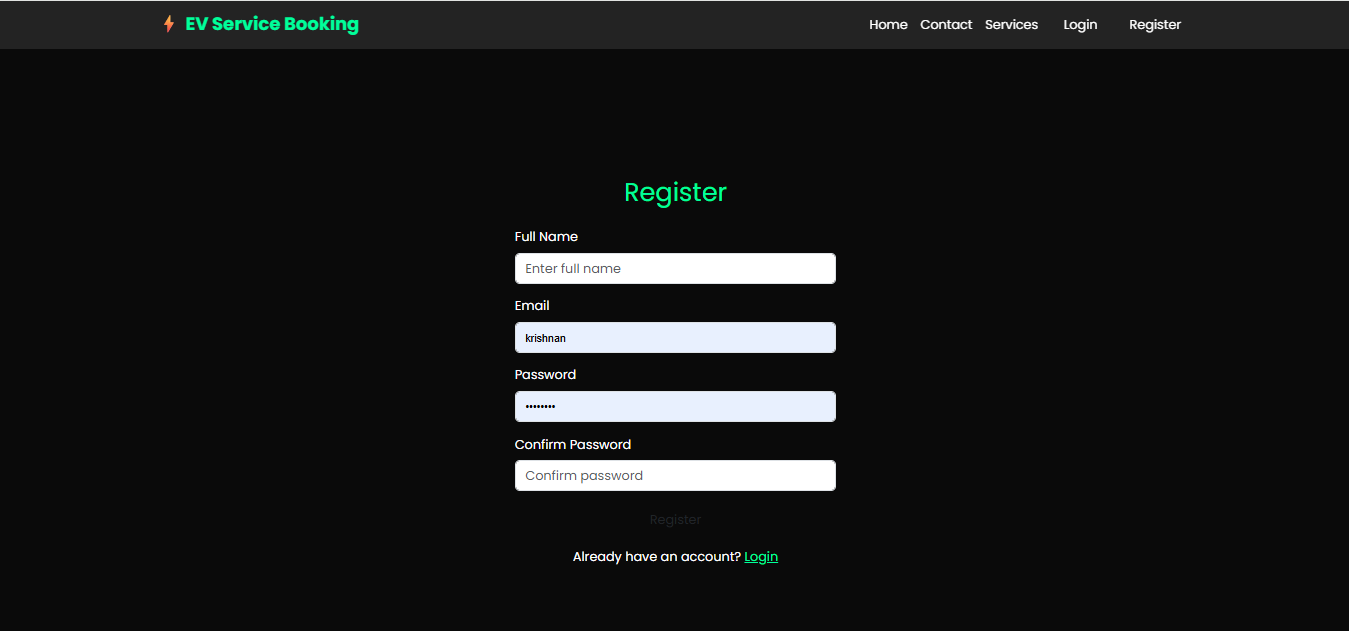 EV Service Booking
Home Contact Services Login Register
Register
Full Name
Enter full name
Email
krishnan
Password
••••••••
Confirm Password
Confirm password
Register
Already have an account? Login